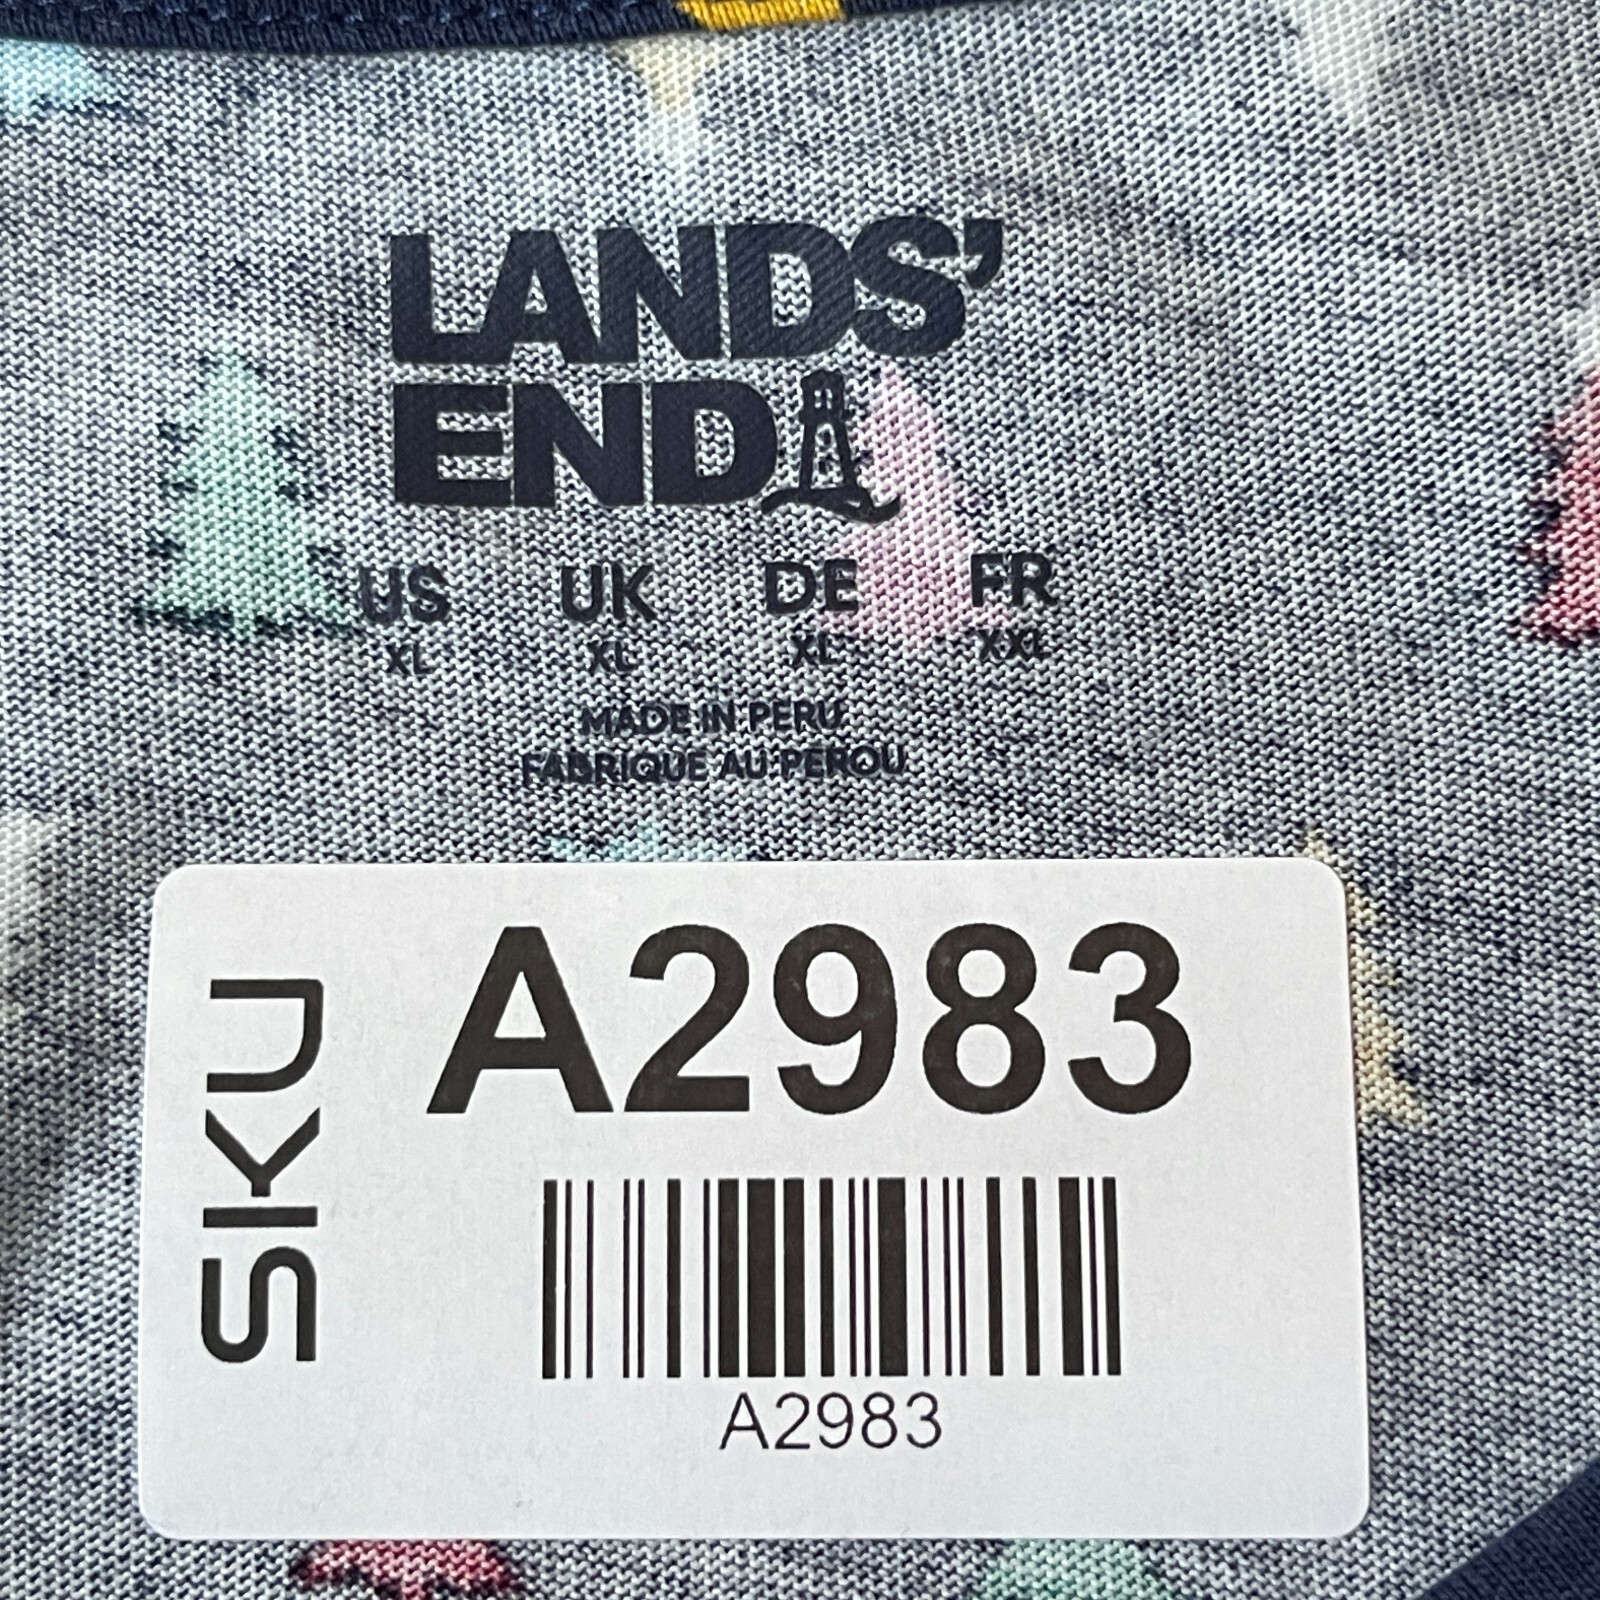 LANDS'
END
US UK DE FR
XL XL XL XXL
MADE IN PERU
FABRIQUE AU PEROU
SKU
A2983
A2983